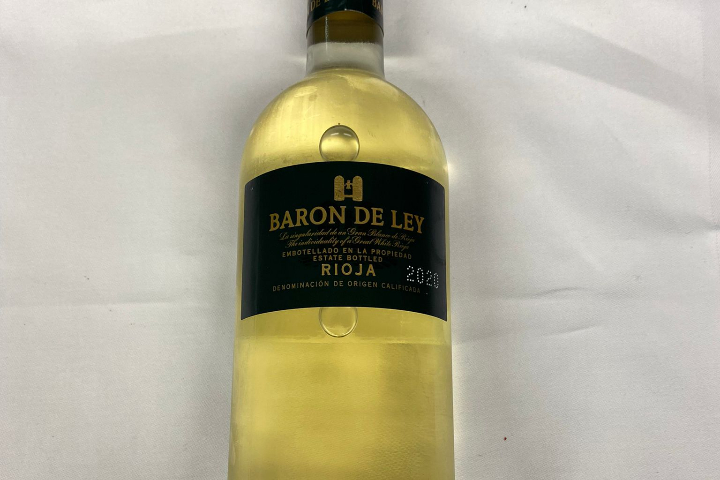 BARON DE LEY
La singularidad de un Gran Blanco de Rioja
The individuality of a Great White Rioja
EMBOTELLADO EN LA PROPIEDAD
ESTATE BOTTLED
RIOJA
2020
DENOMINACIÓN DE ORIGEN CALIFICADA